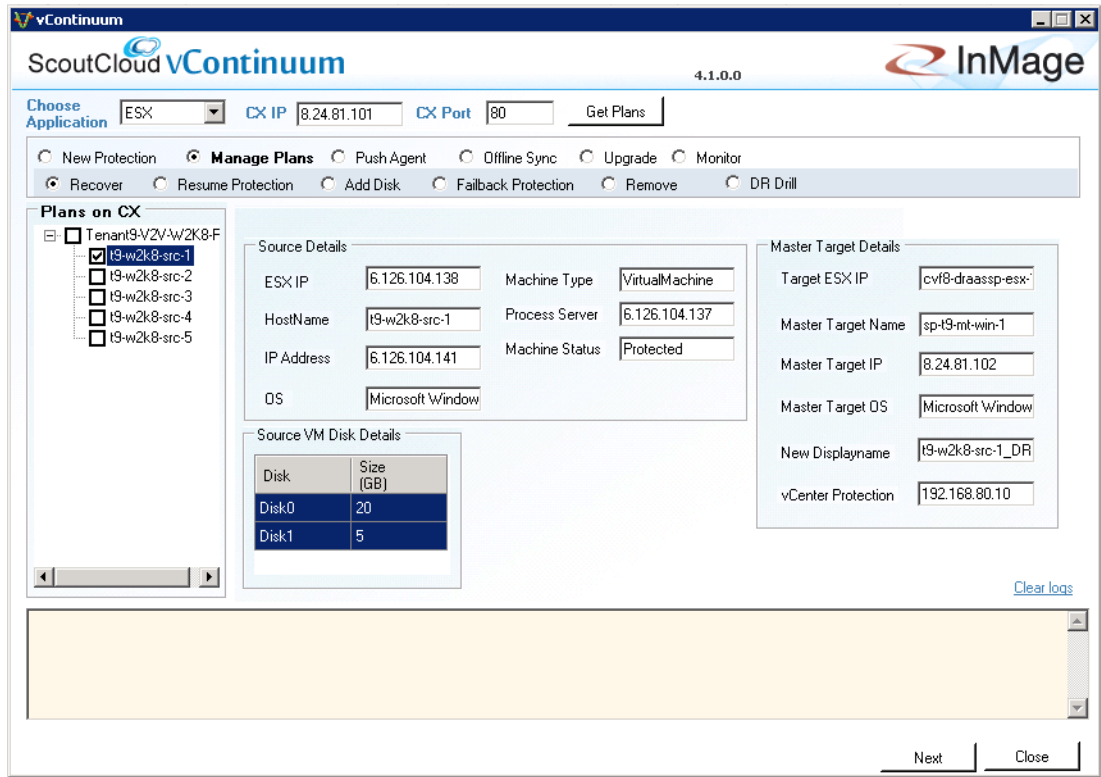 vContinuum
ScoutCloud vContinuum
4.1.0.0
InMage
Choose Application
ESX
CX IP
8.24.81.101
CX Port
80
Get Plans
New Protection
Manage Plans
Push Agent
Offline Sync
Upgrade
Monitor
Recover
Resume Protection
Add Disk
Failback Protection
Remove
DR Drill
Plans on CX
Tenant9-V2V-W2K8-F
t9-w2k8-src-1
t9-w2k8-src-2
t9-w2k8-src-3
t9-w2k8-src-4
t9-w2k8-src-5
Source Details
ESX IP
6.126.104.138
Machine Type
VirtualMachine
HostName
t9-w2k8-src-1
Process Server
6.126.104.137
IP Address
6.126.104.141
Machine Status
Protected
OS
Microsoft Window
Source VM Disk Details
Disk
Size (GB)
Disk0
20
Disk1
5
Master Target Details
Target ESX IP
cvf8-draassp-esx-
Master Target Name
sp-t9-mt-win-1
Master Target IP
8.24.81.102
Master Target OS
Microsoft Window
New Displayname
t9-w2k8-src-1_DR
vCenter Protection
192.168.80.10
Clear logs
Next
Close